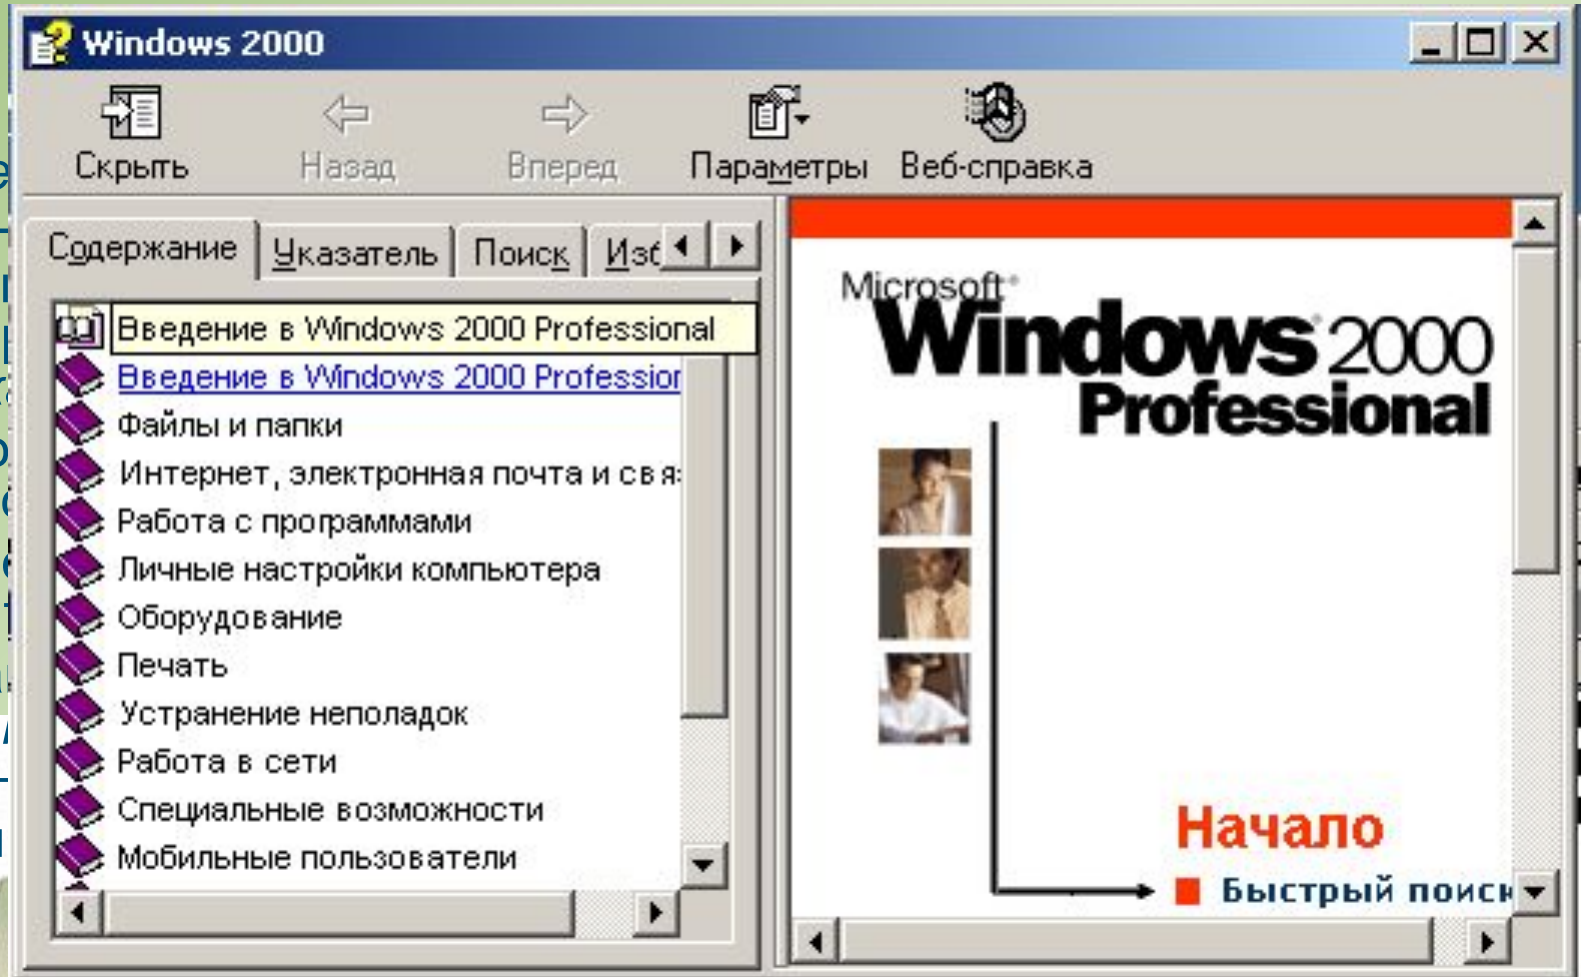 Windows 2000
Скрыть Назад Вперед Параметры Веб-справка
Содержание Указатель Поиск
Введение в Windows 2000 Professional
Введение в Windows 2000
Файлы и папки
Интернет, электронная почта и
Работа с программами
Личные настройки компьютера
Оборудование
Печать
Устранение неполадок
Работа в сети
Специальные возможности
Мобильные пользователи
Microsoft
Windows 2000
Professional
Начало
Быстрый поиск